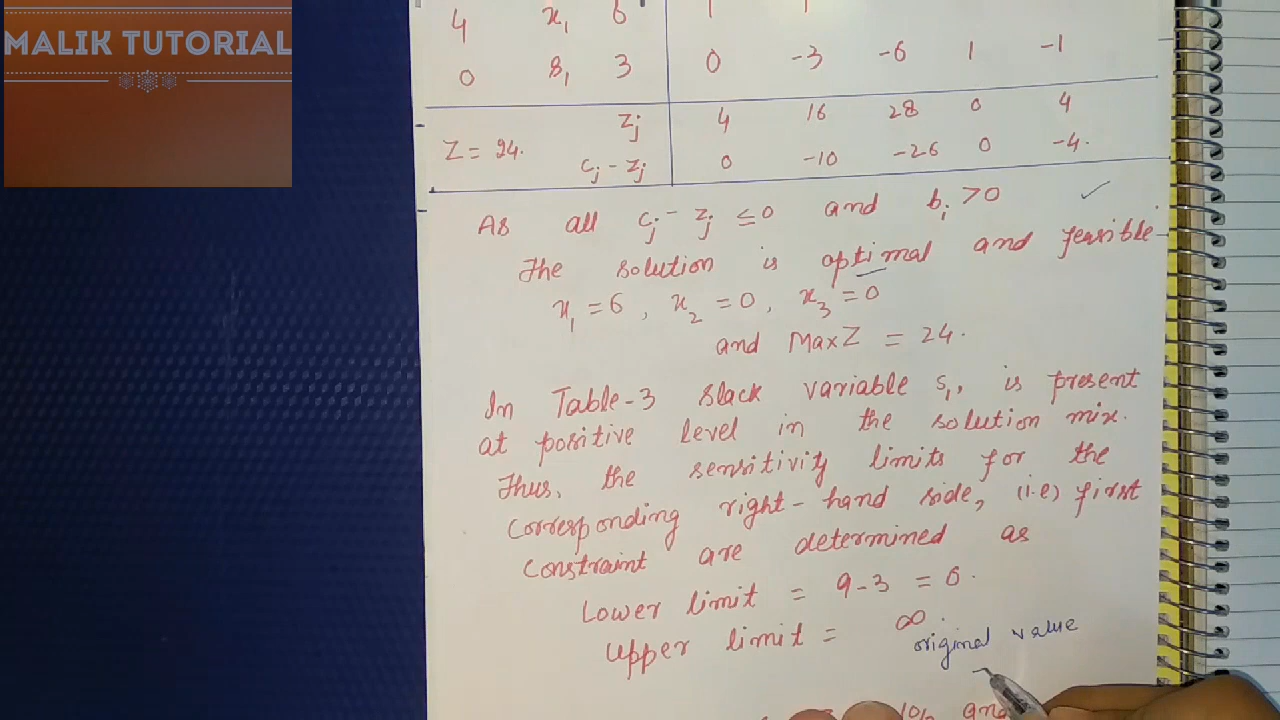 MALIK TUTORIAL
4 x₁ 6 1
0 s₁ 3 0 -3 -6 1 -1
Zj 4 16 28 0 4
Z = 24. cj - Zj 0 -10 -26 0 -4.
As all cj - Zj ≤ 0 and bi > 0 ✓
The solution is optimal and feasible
x₁ = 6, x₂ = 0, x₃ = 0
and Max Z = 24.
In Table-3 slack variable s₁, is present
at positive level in the solution mix.
Thus, the sensitivity limits for the
corresponding right-hand side, (i.e) first
constraint are determined as
Lower limit = 9-3 = 6.
Upper limit = ∞.
original value
and